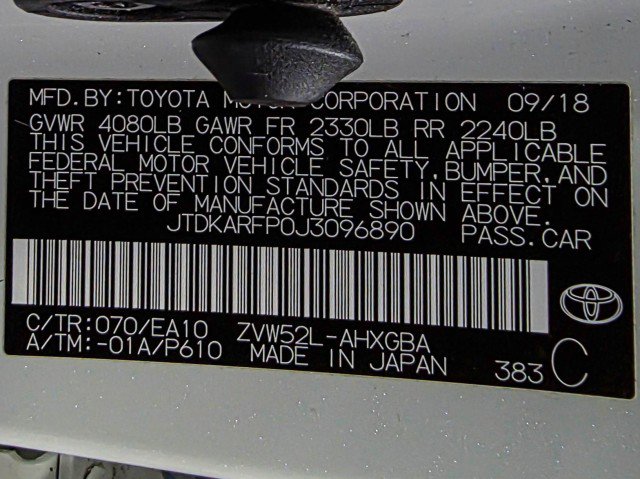 MFD.BY:TOYOTA MOTOR CORPORATION 09/18
GVWR 4080LB GAWR FR 2330LB RR 2240LB
THIS VEHICLE CONFORMS TO ALL APPLICABLE
FEDERAL MOTOR VEHICLE SAFETY,BUMPER,AND
THEFT PREVENTION STANDARDS IN EFFECT ON
THE DATE OF MANUFACTURE SHOWN ABOVE.
JTDKARFP0J3096890 PASS.CAR
C/TR:070/EA10 ZVW52L-AHXGBA
A/TM:-01A/P610 MADE IN JAPAN 383 C